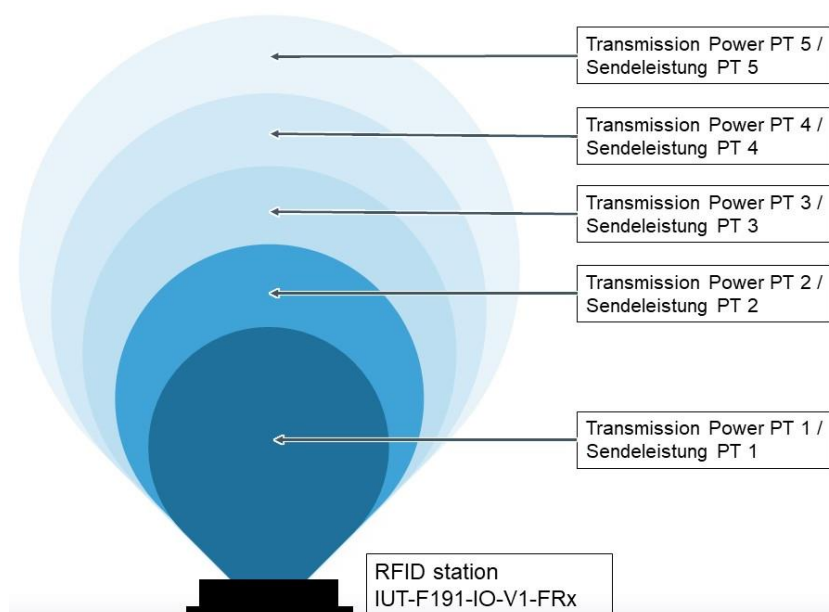 Transmission Power PT 5 /
Sendeleistung PT 5
Transmission Power PT 4 /
Sendeleistung PT 4
Transmission Power PT 3 /
Sendeleistung PT 3
Transmission Power PT 2 /
Sendeleistung PT 2
Transmission Power PT 1 /
Sendeleistung PT 1
RFID station
IUT-F191-IO-V1-FRx